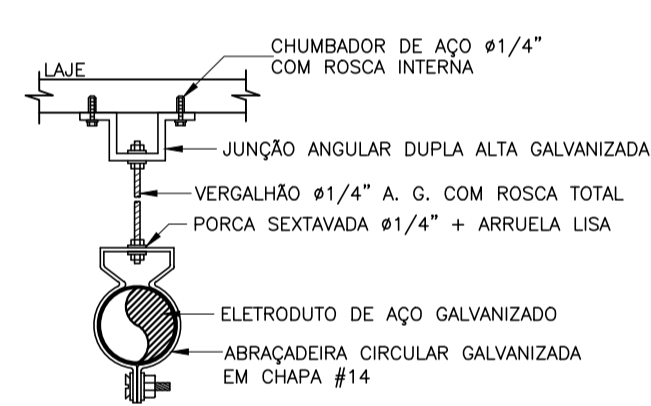 CHUMBADOR DE AÇO ø1/4"
COM ROSCA INTERNA
LAJE
JUNÇÃO ANGULAR DUPLA ALTA GALVANIZADA
VERGALHÃO ø1/4" A. G. COM ROSCA TOTAL
PORCA SEXTAVADA ø1/4" + ARRUELA LISA
ELETRODUTO DE AÇO GALVANIZADO
ABRAÇADEIRA CIRCULAR GALVANIZADA
EM CHAPA #14